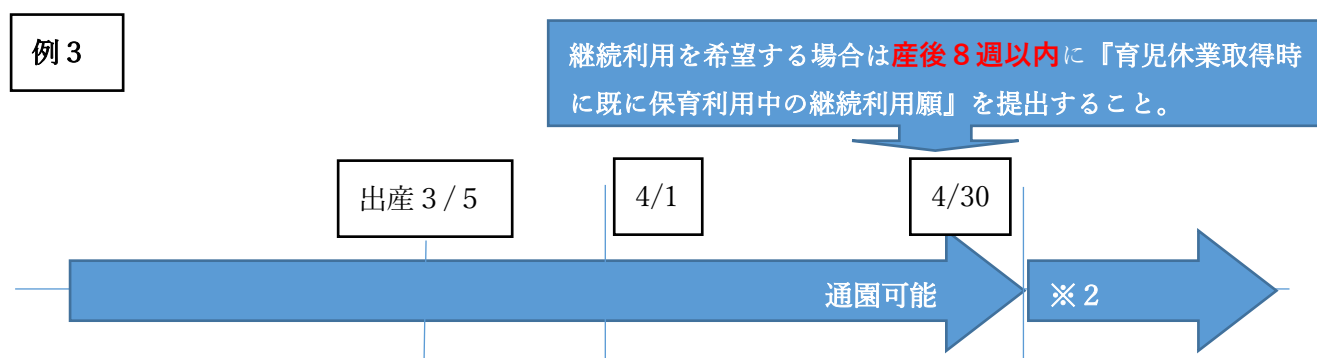 例３
継続利用を希望する場合は産後８週以内に『育児休業取得時
に既に保育利用中の継続利用願』を提出すること。
出産３/５
4/1
4/30
通園可能
※２